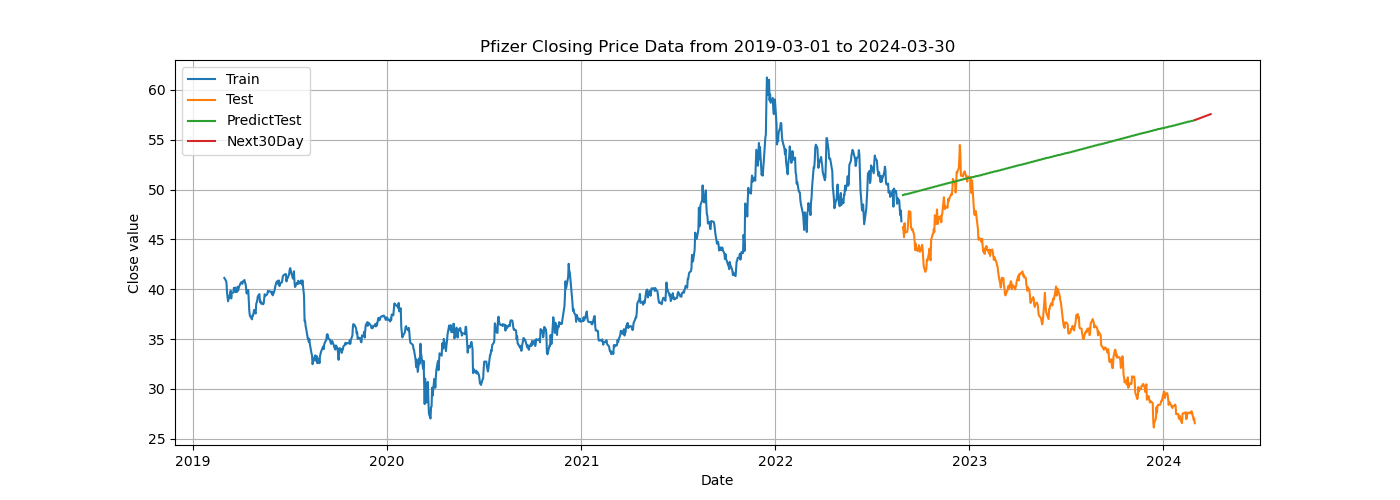 Pfizer Closing Price Data from 2019-03-01 to 2024-03-30
Train
Test
PredictTest
Next30Day
Close value
60
55
50
45
40
35
30
25
2019 2020 2021 2022 2023 2024
Date